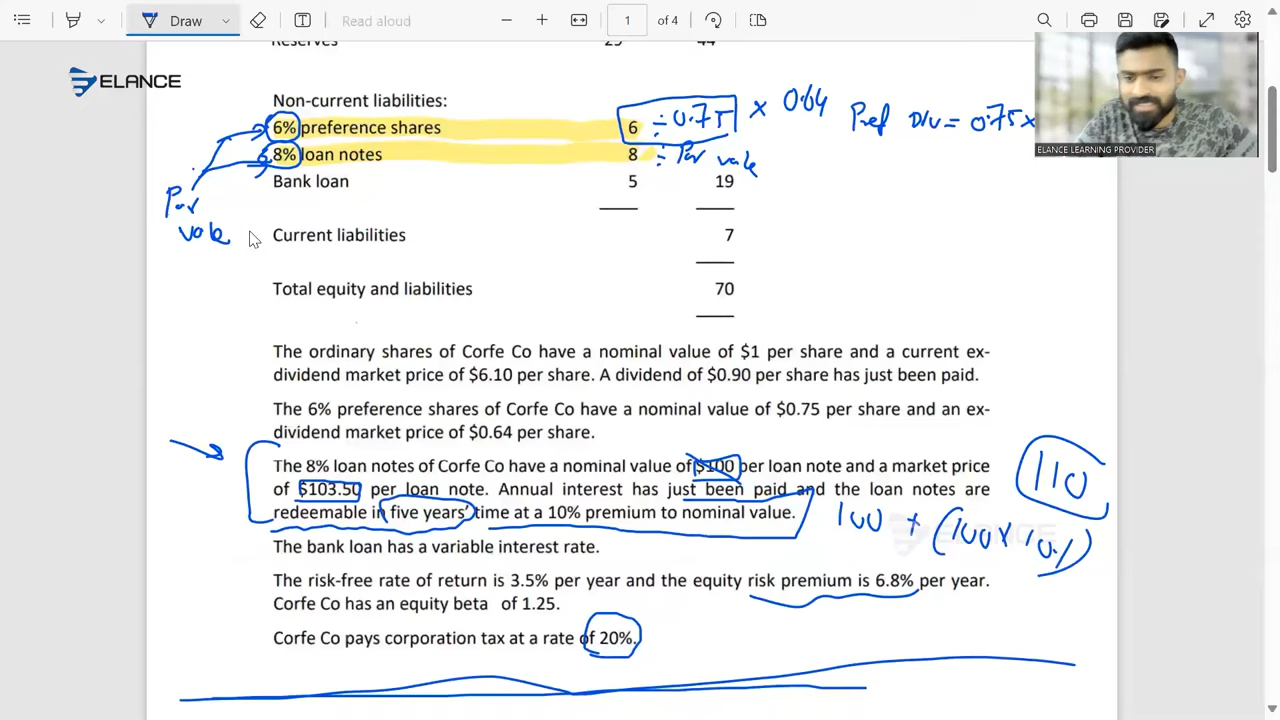 Draw
Read aloud
1
of 4
Reserves
ELANCE
Non-current liabilities:
6% preference shares 6 ÷ 0.75 × 0.64 Pref Div = 0.75 ×
8% loan notes 8 ÷ Par vale
Bank loan 5 19
Par
vale
Current liabilities 7
Total equity and liabilities 70
ELANCE LEARNING PROVIDER
The ordinary shares of Corfe Co have a nominal value of $1 per share and a current ex-
dividend market price of $6.10 per share. A dividend of $0.90 per share has just been paid.
The 6% preference shares of Corfe Co have a nominal value of $0.75 per share and an ex-
dividend market price of $0.64 per share.
The 8% loan notes of Corfe Co have a nominal value of $100 per loan note and a market price
of $103.50 per loan note. Annual interest has just been paid and the loan notes are
redeemable in five years' time at a 10% premium to nominal value.
110
100 + (100 × 10%)
The bank loan has a variable interest rate.
The risk-free rate of return is 3.5% per year and the equity risk premium is 6.8% per year.
Corfe Co has an equity beta of 1.25.
Corfe Co pays corporation tax at a rate of 20%.